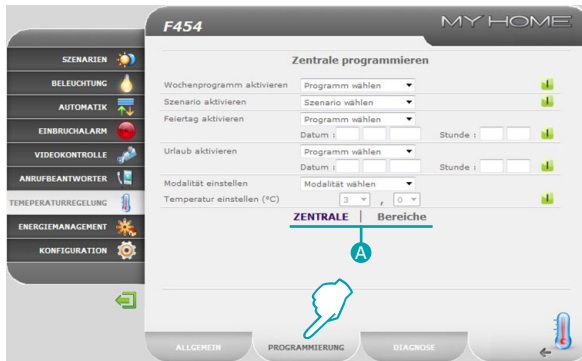 F454
MY HOME
SZENARIEN
BELEUCHTUNG
AUTOMATIK
EINBRUCHALARM
VIDEOKONTROLLE
ANRUFBEANTWORTER
TEMEPERATURREGELUNG
ENERGIEMANAGEMENT
KONFIGURATION
Zentrale programmieren
Wochenprogramm aktivieren Programm wählen
Szenario aktivieren Szenario wählen
Feiertag aktivieren Programm wählen
Datum : Stunde :
Urlaub aktivieren Programm wählen
Datum : Stunde :
Modalität einstellen Modalität wählen
Temperatur einstellen (°C) 3 , 0
ZENTRALE | Bereiche
A
ALLGEMEIN PROGRAMMIERUNG DIAGNOSE